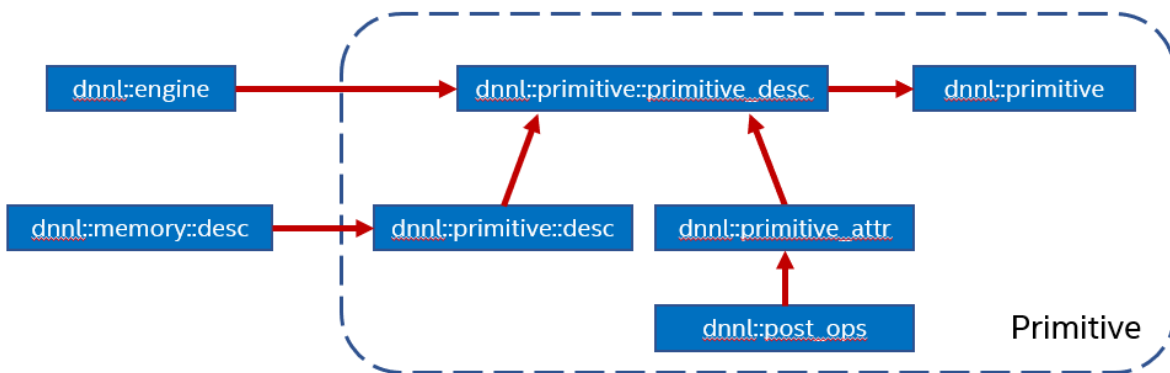 dnnl::engine
dnnl::primitive::primitive_desc
dnnl::primitive
dnnl::memory::desc
dnnl::primitive::desc
dnnl::primitive_attr
dnnl::post_ops
Primitive